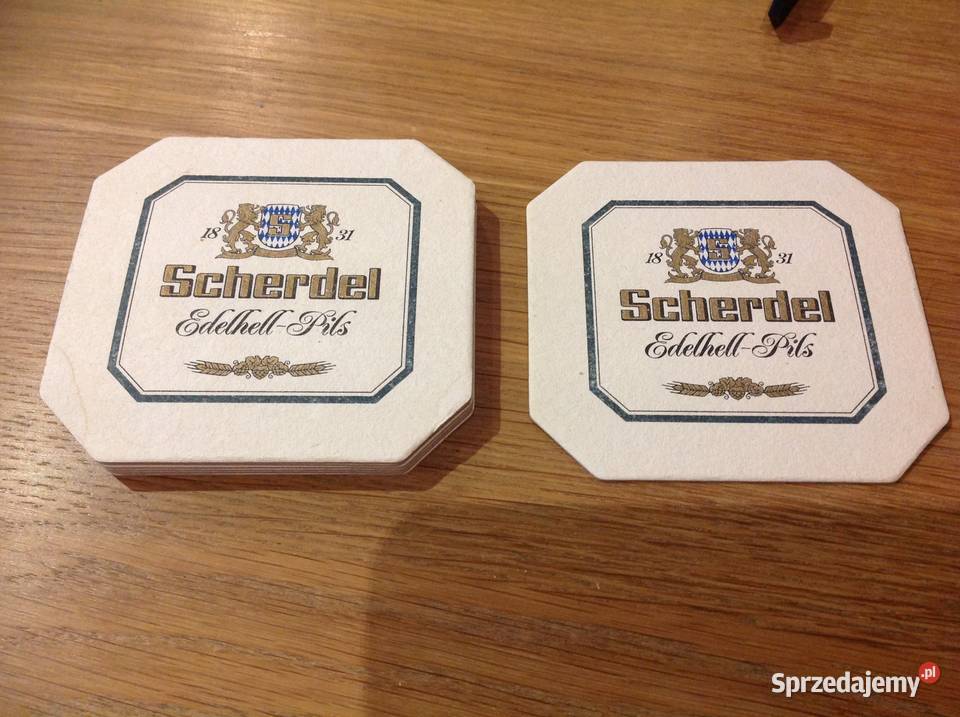 18 S 31
Scherdel
Edelhell-Pils
18 S 31
Scherdel
Edelhell-Pils
Sprzedajemy.pl